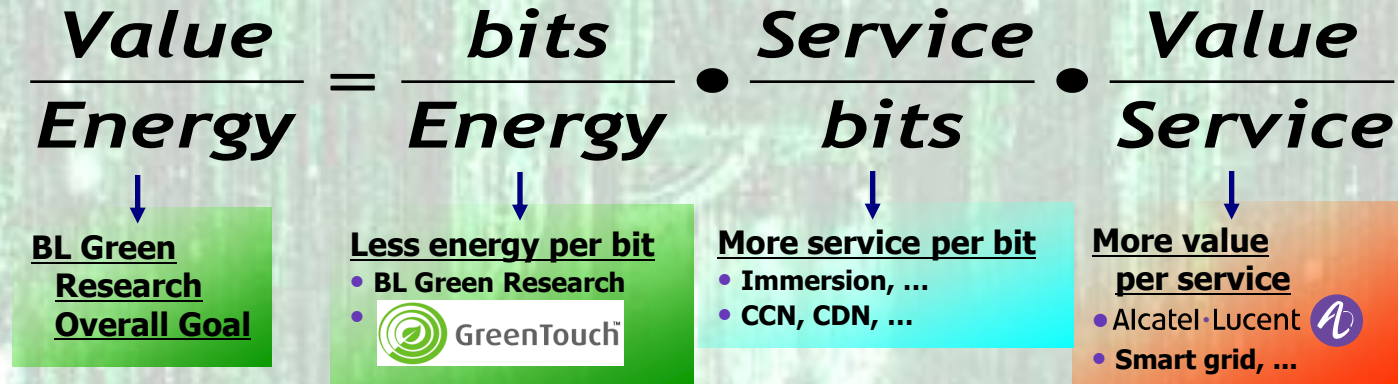 Value / Energy = bits / Energy • Service / bits • Value / Service
BL Green
Research
Overall Goal
Less energy per bit
• BL Green Research
• GreenTouch™
More service per bit
• Immersion, ...
• CCN, CDN, ...
More value
per service
• Alcatel·Lucent
• Smart grid, ...